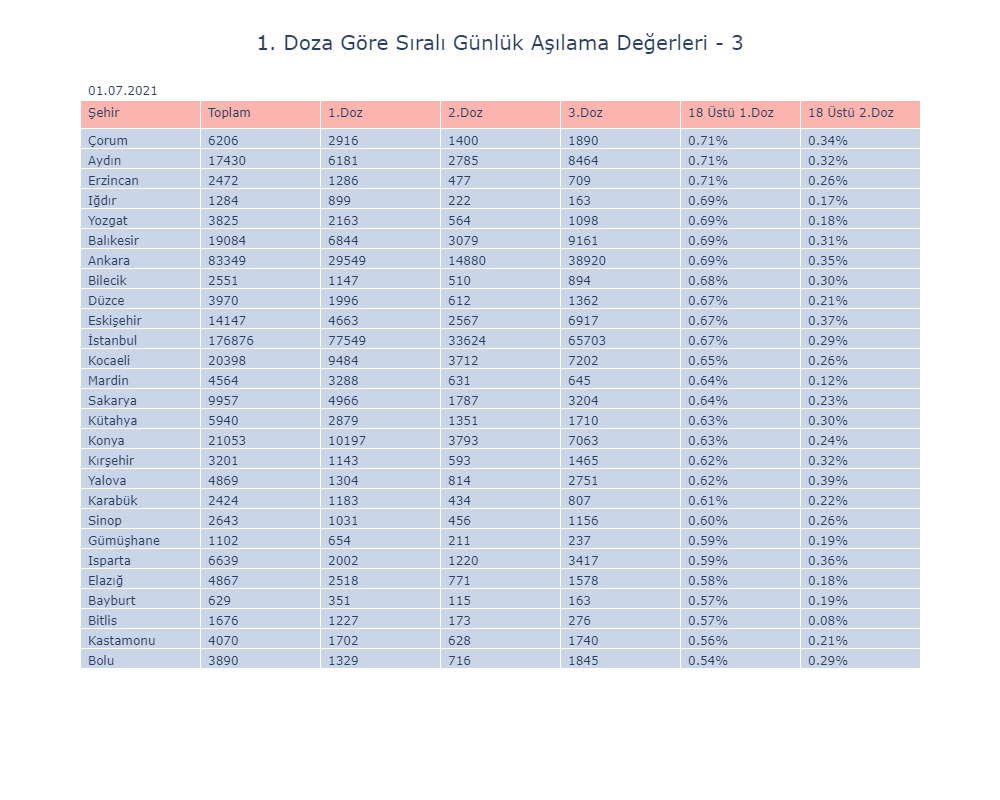 1. Doza Göre Sıralı Günlük Aşılama Değerleri - 3
01.07.2021
Şehir Toplam 1.Doz 2.Doz 3.Doz 18 Üstü 1.Doz 18 Üstü 2.Doz
Çorum 6206 2916 1400 1890 0.71% 0.34%
Aydın 17430 6181 2785 8464 0.71% 0.32%
Erzincan 2472 1286 477 709 0.71% 0.26%
Iğdır 1284 899 222 163 0.69% 0.17%
Yozgat 3825 2163 564 1098 0.69% 0.18%
Balıkesir 19084 6844 3079 9161 0.69% 0.31%
Ankara 83349 29549 14880 38920 0.69% 0.35%
Bilecik 2551 1147 510 894 0.68% 0.30%
Düzce 3970 1996 612 1362 0.67% 0.21%
Eskişehir 14147 4663 2567 6917 0.67% 0.37%
İstanbul 176876 77549 33624 65703 0.67% 0.29%
Kocaeli 20398 9484 3712 7202 0.65% 0.26%
Mardin 4564 3288 631 645 0.64% 0.12%
Sakarya 9957 4966 1787 3204 0.64% 0.23%
Kütahya 5940 2879 1351 1710 0.63% 0.30%
Konya 21053 10197 3793 7063 0.63% 0.24%
Kırşehir 3201 1143 593 1465 0.62% 0.32%
Yalova 4869 1304 814 2751 0.62% 0.39%
Karabük 2424 1183 434 807 0.61% 0.22%
Sinop 2643 1031 456 1156 0.60% 0.26%
Gümüşhane 1102 654 211 237 0.59% 0.19%
Isparta 6639 2002 1220 3417 0.59% 0.36%
Elazığ 4867 2518 771 1578 0.58% 0.18%
Bayburt 629 351 115 163 0.57% 0.19%
Bitlis 1676 1227 173 276 0.57% 0.08%
Kastamonu 4070 1702 628 1740 0.56% 0.21%
Bolu 3890 1329 716 1845 0.54% 0.29%